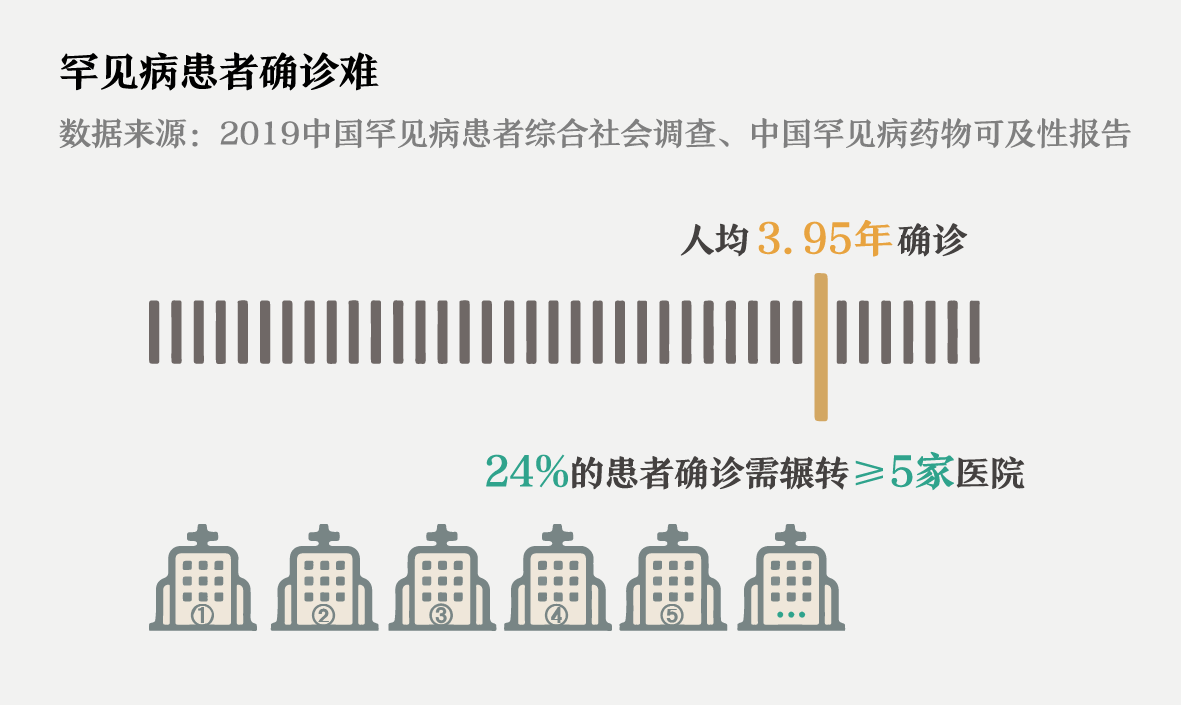 罕见病患者确诊难
数据来源：2019中国罕见病患者综合社会调查、中国罕见病药物可及性报告
人均3.95年确诊
24%的患者确诊需辗转≥5家医院
① ② ③ ④ ⑤ ...